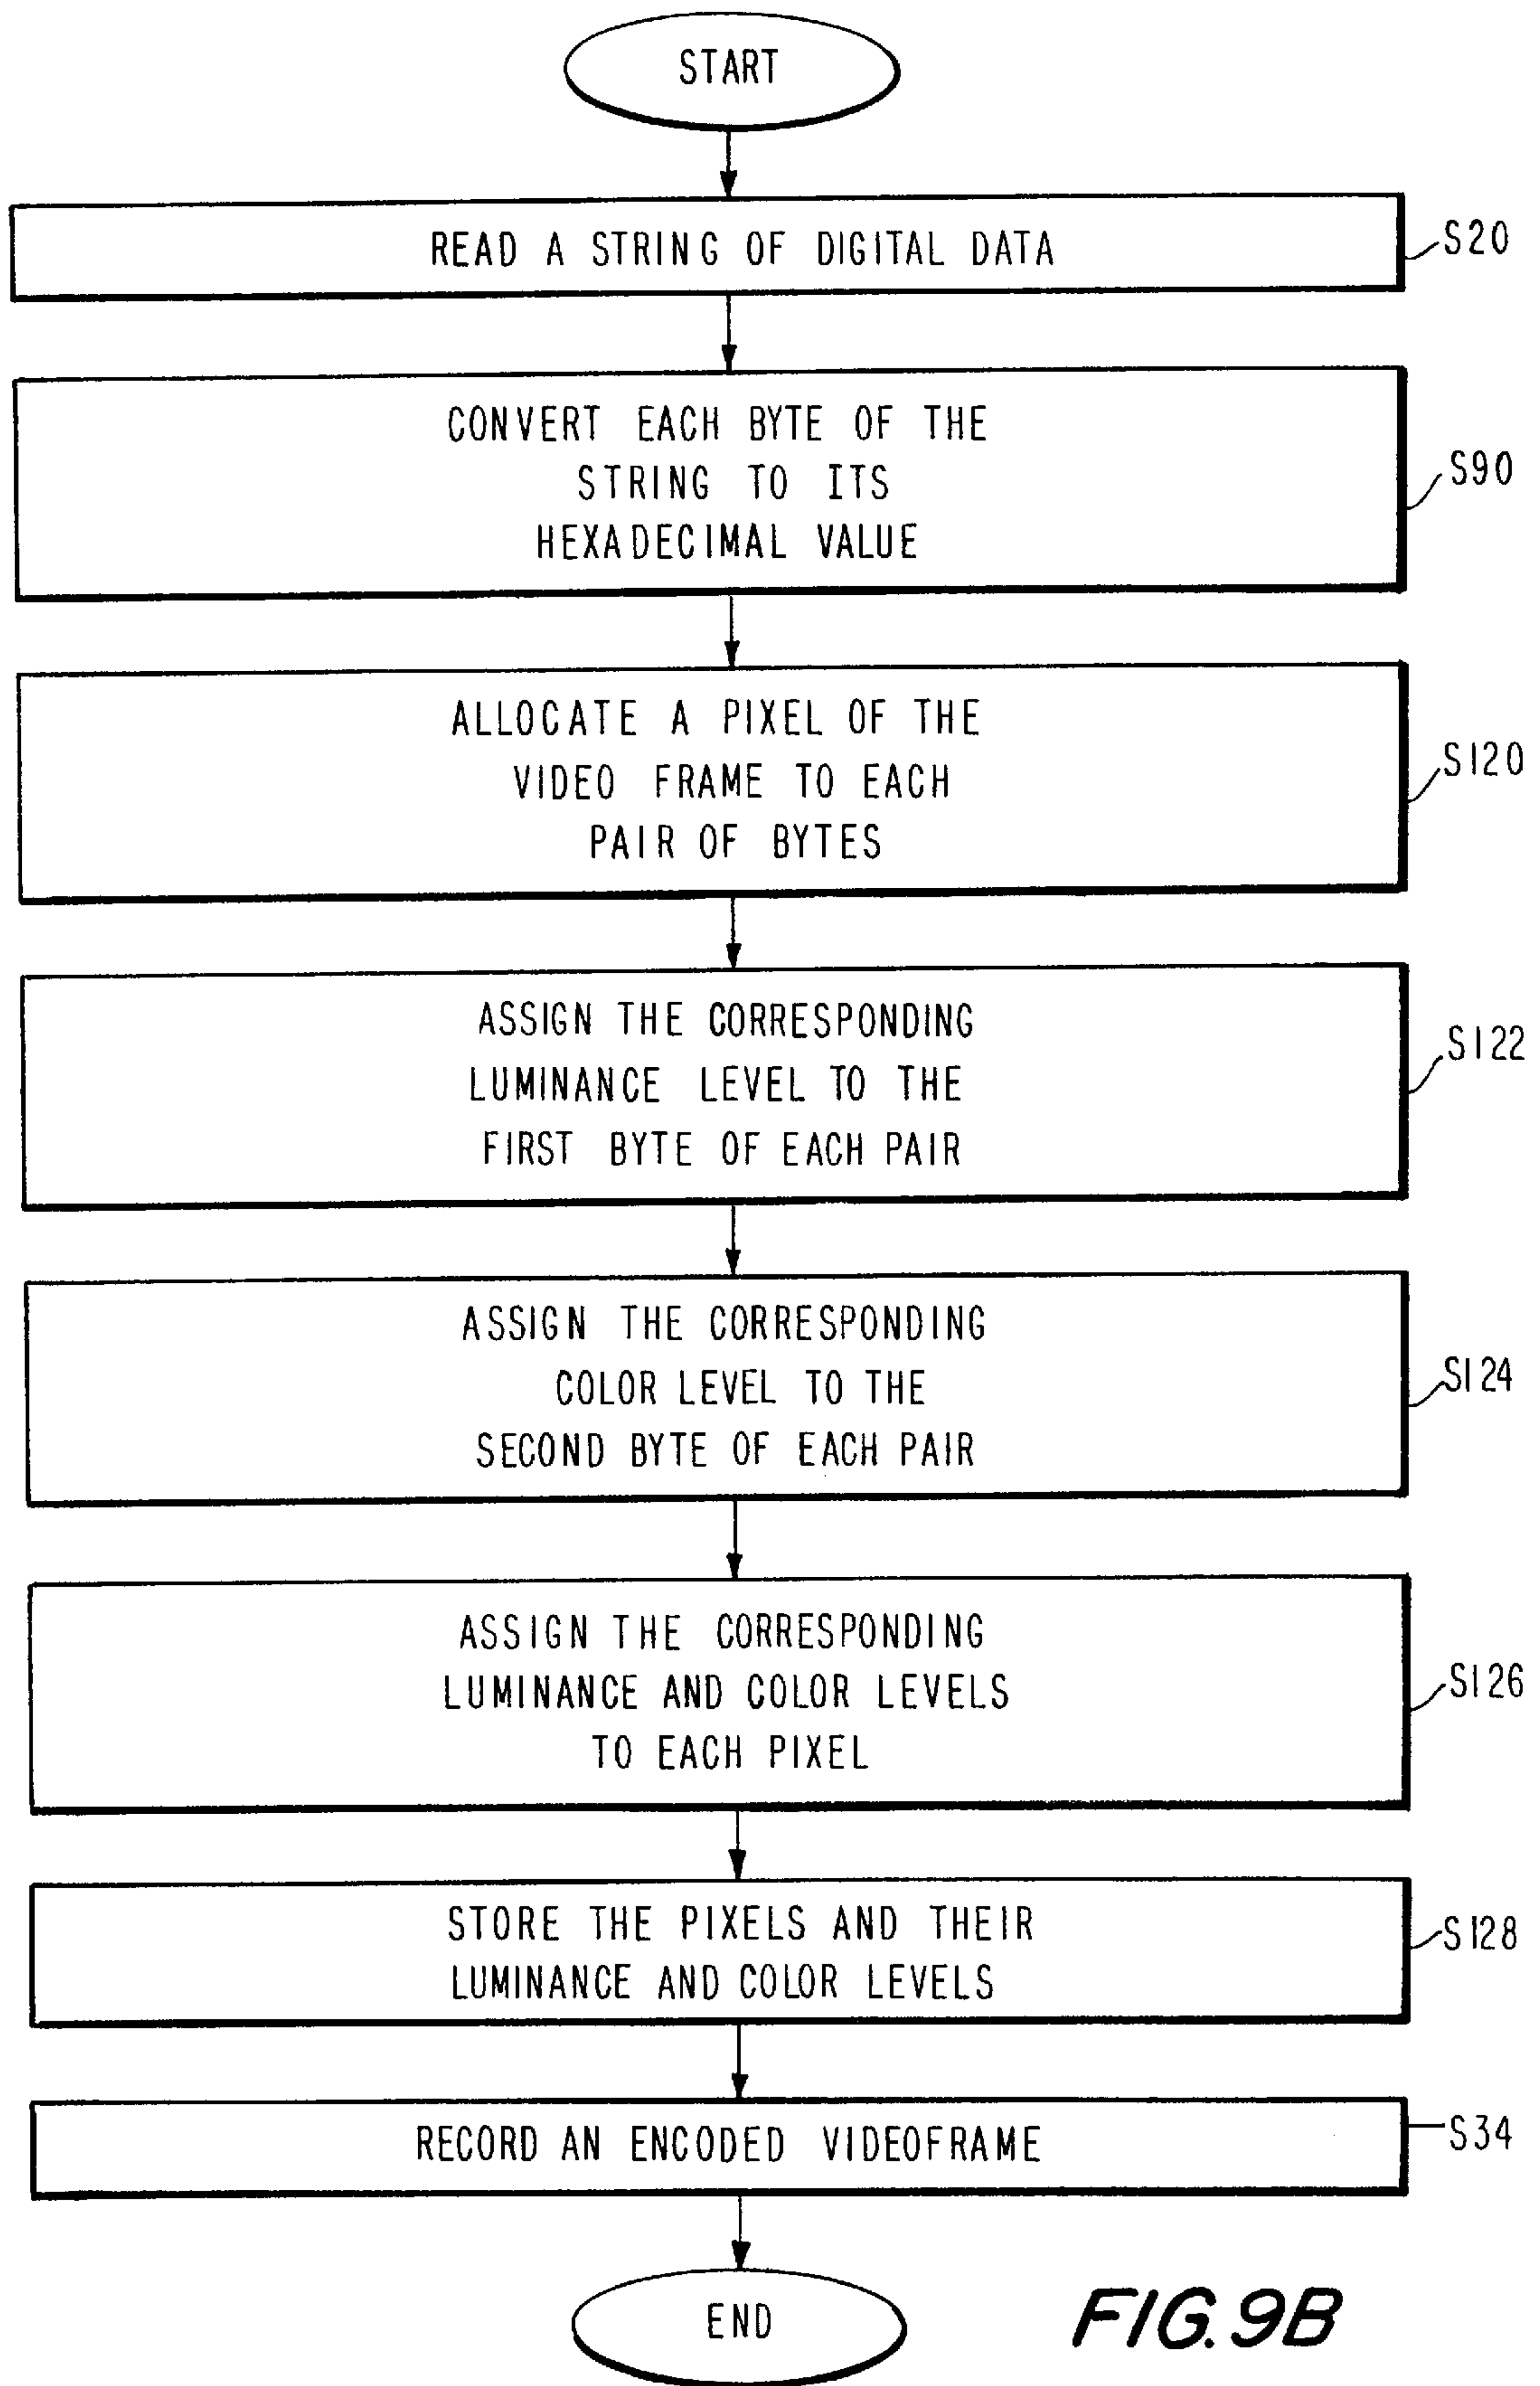 START
READ A STRING OF DIGITAL DATA
S20
CONVERT EACH BYTE OF THE
STRING TO ITS
HEXADECIMAL VALUE
S90
ALLOCATE A PIXEL OF THE
VIDEO FRAME TO EACH
PAIR OF BYTES
S120
ASSIGN THE CORRESPONDING
LUMINANCE LEVEL TO THE
FIRST BYTE OF EACH PAIR
S122
ASSIGN THE CORRESPONDING
COLOR LEVEL TO THE
SECOND BYTE OF EACH PAIR
S124
ASSIGN THE CORRESPONDING
LUMINANCE AND COLOR LEVELS
TO EACH PIXEL
S126
STORE THE PIXELS AND THEIR
LUMINANCE AND COLOR LEVELS
S128
RECORD AN ENCODED VIDEOFRAME
S34
END
FIG. 9B